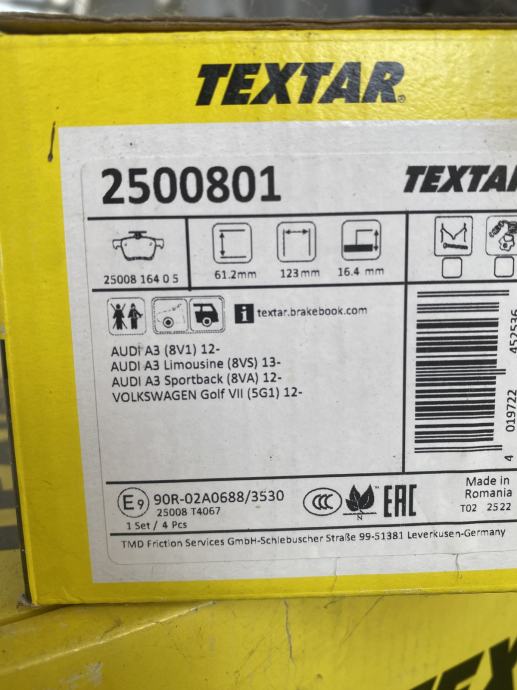 TEXTAR
2500801
TEXTAR
25008 164 0 5
61.2mm
123mm
16.4 mm
i textar.brakebook.com
AUDI A3 (8V1) 12-
AUDI A3 Limousine (8VS) 13-
AUDI A3 Sportback (8VA) 12-
VOLKSWAGEN Golf VII (5G1) 12-
4 019722 452536
E9 90R-02A0688/3530
25008 T4067
1 Set / 4 Pcs
CCC
N
EAC
Made in
Romania
T02 2522
TMD Friction Services GmbH-Schlebuscher Straße 99-51381 Leverkusen-Germany
TEX